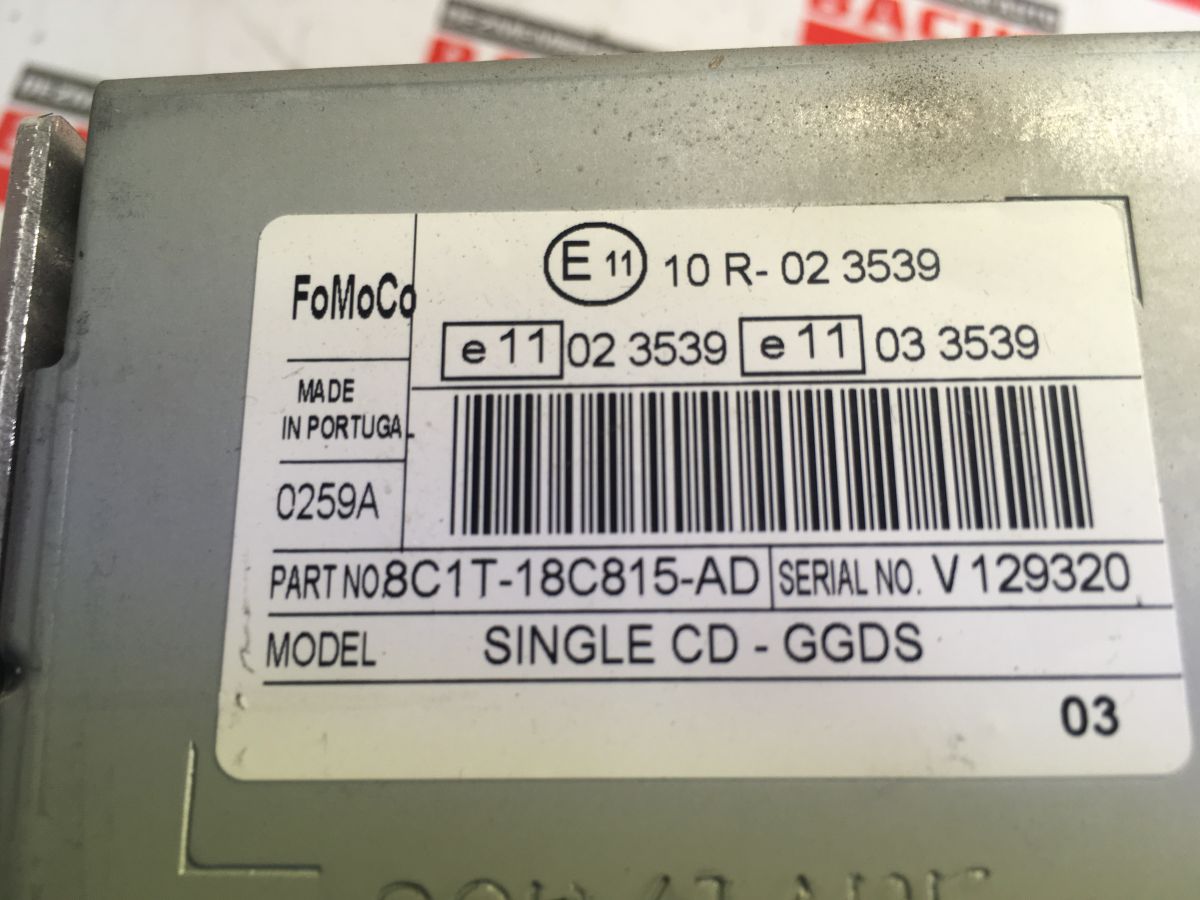 FoMoCo
E 11 10 R- 02 3539
e 11 02 3539 e 11 03 3539
MADE
IN PORTUGAL
0259A
PART NO. 8C1T-18C815-AD SERIAL NO. V 129320
MODEL SINGLE CD - GGDS
03